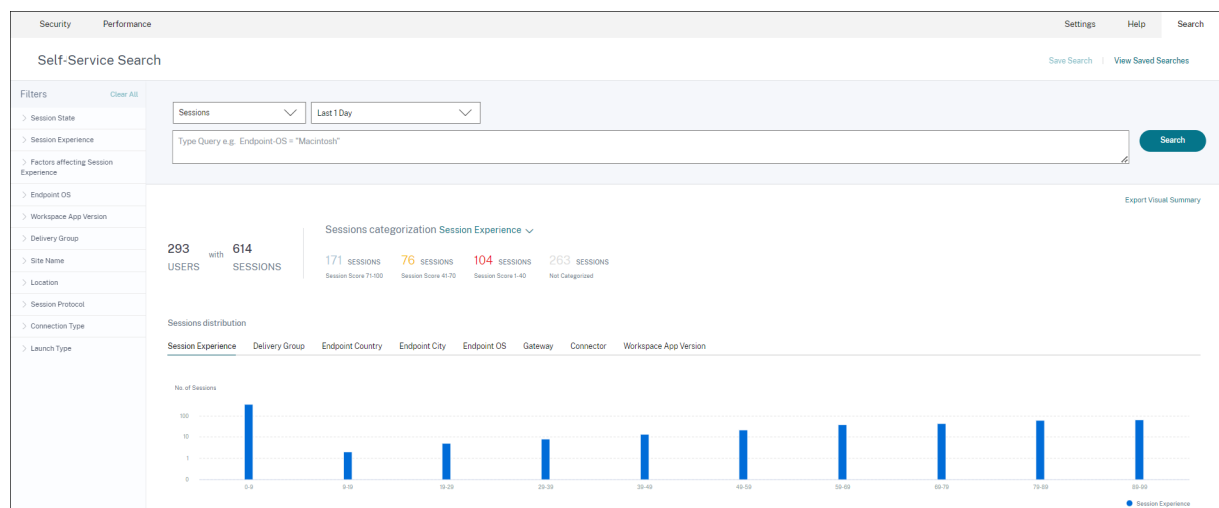 Security Performance Settings Help Search
Self-Service Search Save Search View Saved Searches
Filters Clear All
Session State
Session Experience
Factors affecting Session
Experience
Endpoint OS
Workspace App Version
Delivery Group
Site Name
Location
Session Protocol
Connection Type
Launch Type
Sessions Last 1 Day
Type Query e.g. Endpoint-OS = "Macintosh"
Search
Export Visual Summary
293 USERS with 614 SESSIONS
Sessions categorization Session Experience
171 SESSIONS 76 SESSIONS 104 SESSIONS 263 SESSIONS
Session Score 71-100 Session Score 41-70 Session Score 1-40 Not Categorized
Sessions distribution
Session Experience Delivery Group Endpoint Country Endpoint City Endpoint OS Gateway Connector Workspace App Version
No. of Sessions
100
10
1
0
0-9 9-19 19-29 29-39 39-49 49-59 59-69 69-79 79-89 89-99
Session Experience